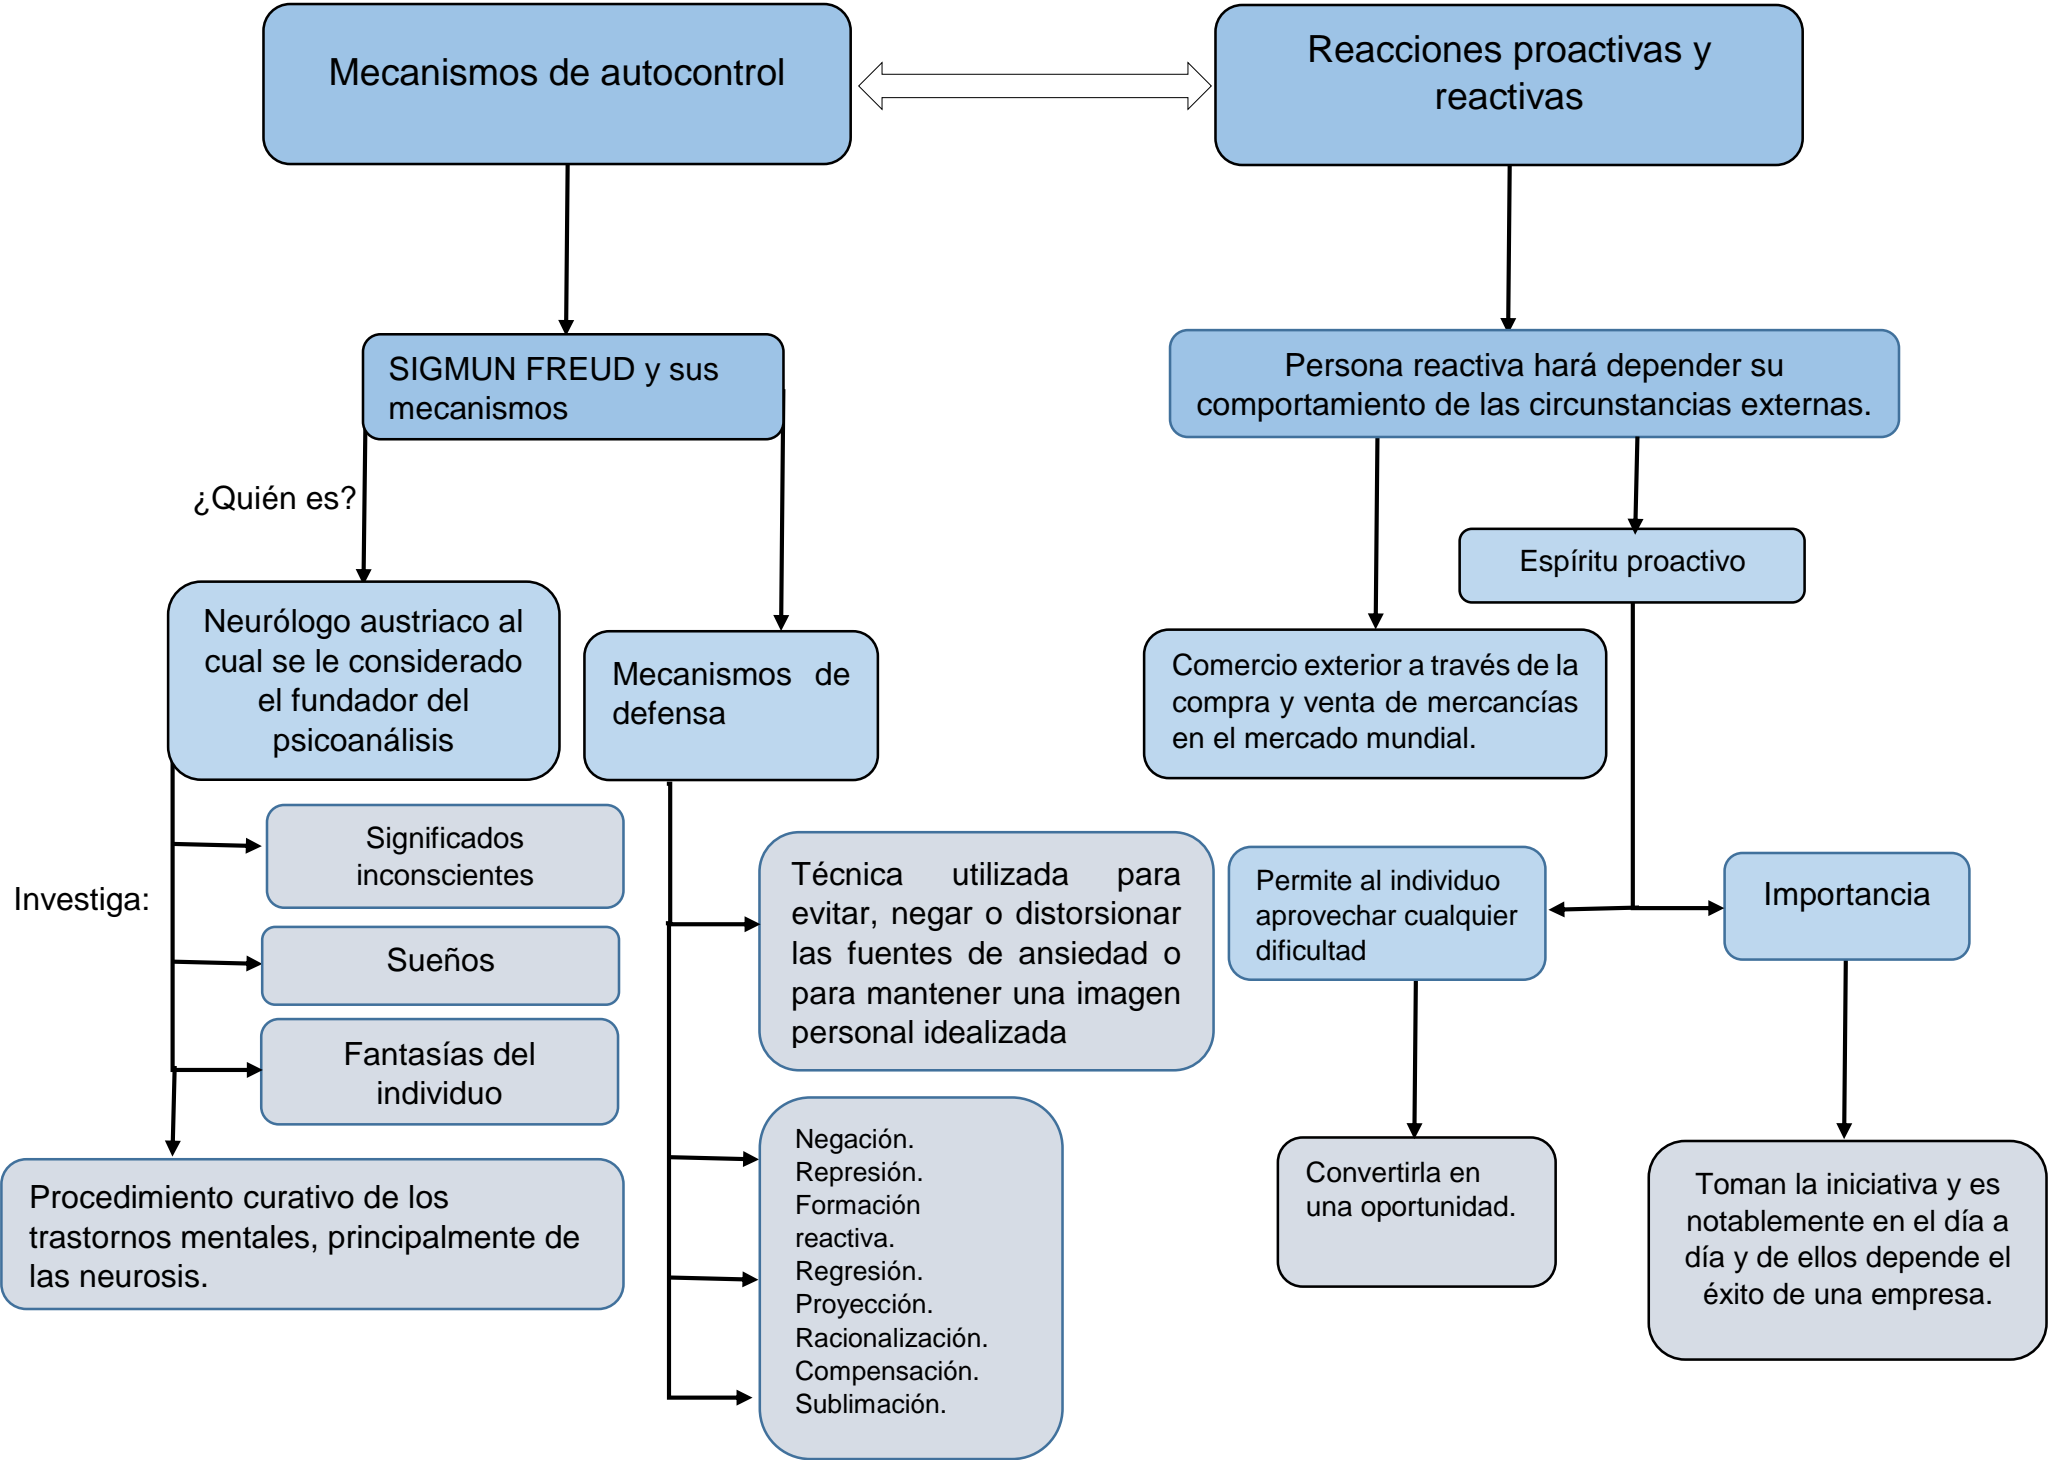 Mecanismos de autocontrol
Reacciones proactivas y
reactivas
SIGMUN FREUD y sus
mecanismos
¿Quién es?
Neurólogo austriaco al
cual se le considerado
el fundador del
psicoanálisis
Investiga:
Significados
inconscientes
Sueños
Fantasías del
individuo
Procedimiento curativo de los
trastornos mentales, principalmente de
las neurosis.
Mecanismos de
defensa
Técnica utilizada para
evitar, negar o distorsionar
las fuentes de ansiedad o
para mantener una imagen
personal idealizada
Negación.
Represión.
Formación
reactiva.
Regresión.
Proyección.
Racionalización.
Compensación.
Sublimación.
Persona reactiva hará depender su
comportamiento de las circunstancias externas.
Espíritu proactivo
Comercio exterior a través de la
compra y venta de mercancías
en el mercado mundial.
Permite al individuo
aprovechar cualquier
dificultad
Importancia
Convertirla en
una oportunidad.
Toman la iniciativa y es
notablemente en el día a
día y de ellos depende el
éxito de una empresa.